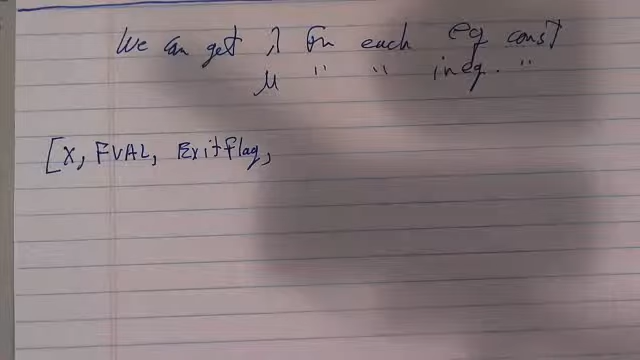 We can get λ for each eq const
μ " " ineq. "
[x, FVAL, Exitflag,